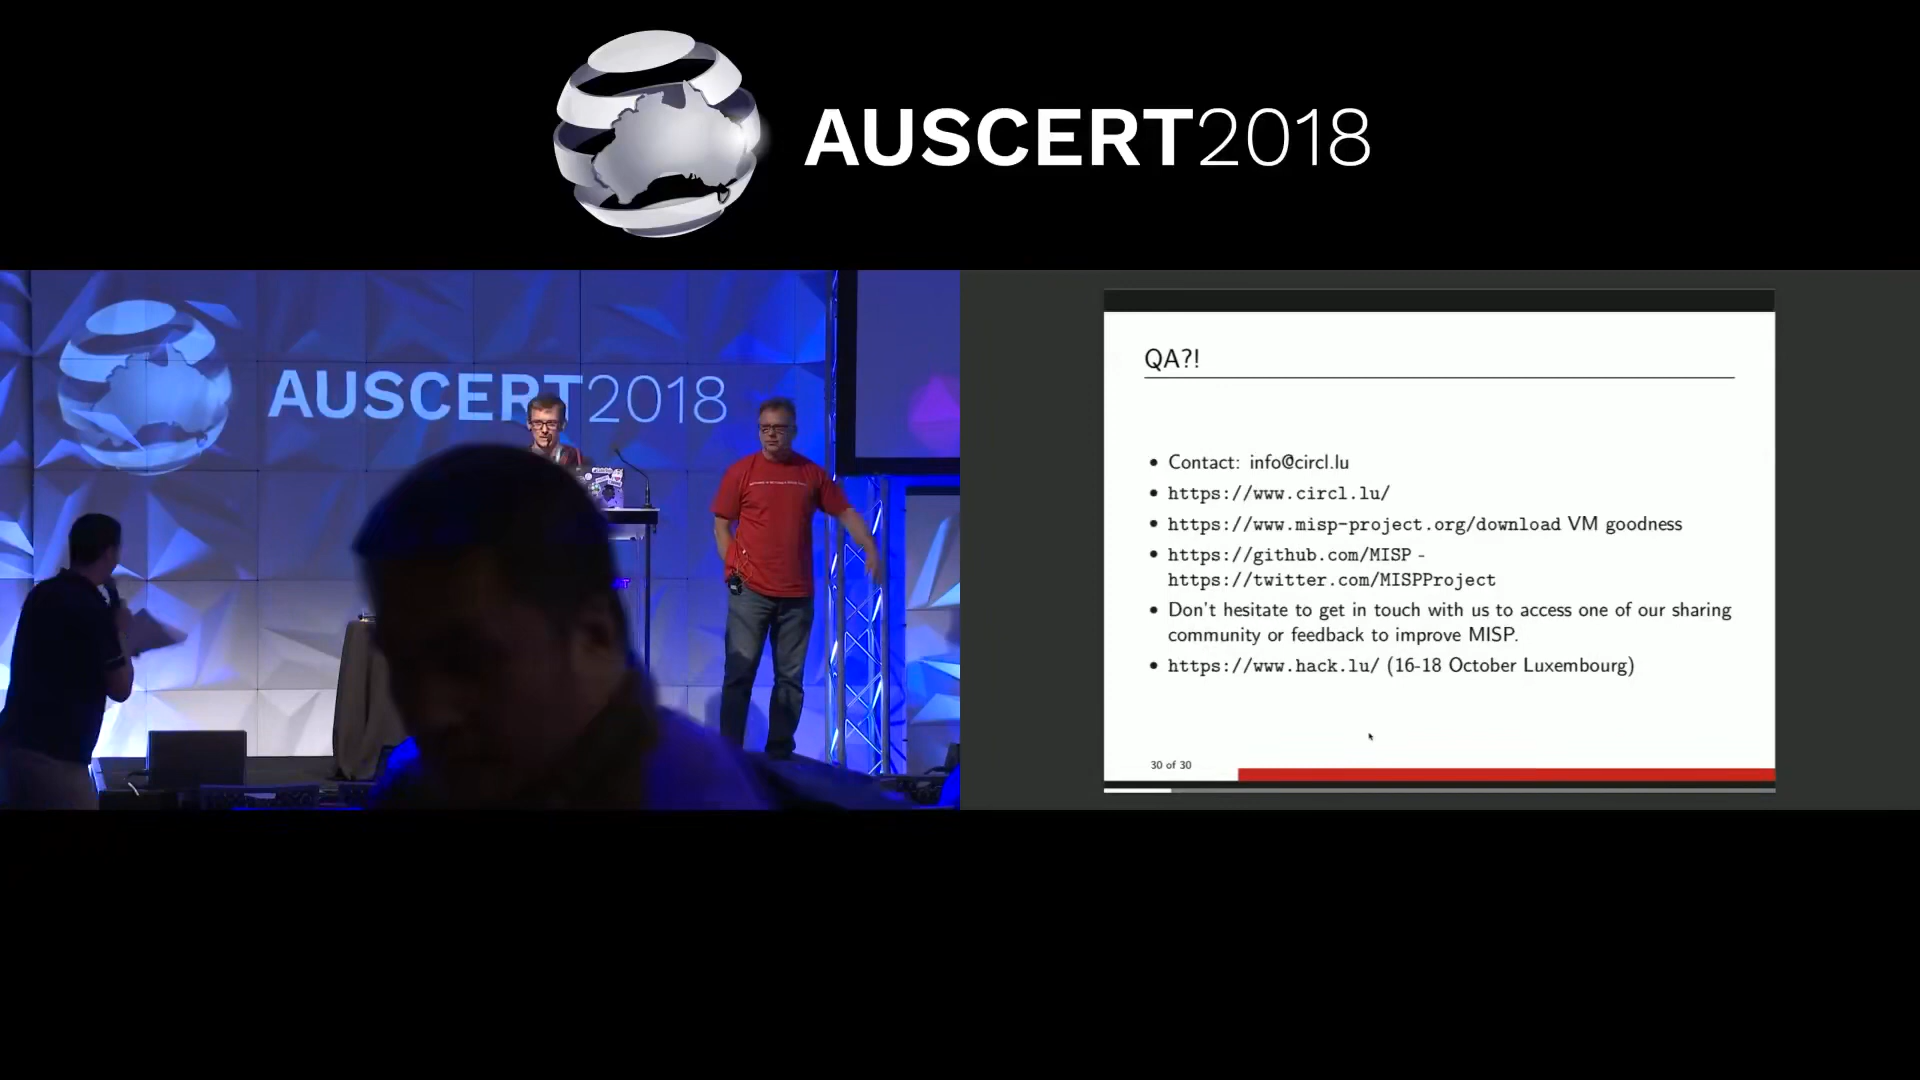 AUSCERT2018
AUSCERT2018
QA?!
• Contact: info@circl.lu
• https://www.circl.lu/
• https://www.misp-project.org/download VM goodness
• https://github.com/MISP -
https://twitter.com/MISPProject
• Don't hesitate to get in touch with us to access one of our sharing
community or feedback to improve MISP.
• https://www.hack.lu/ (16-18 October Luxembourg)
30 of 30